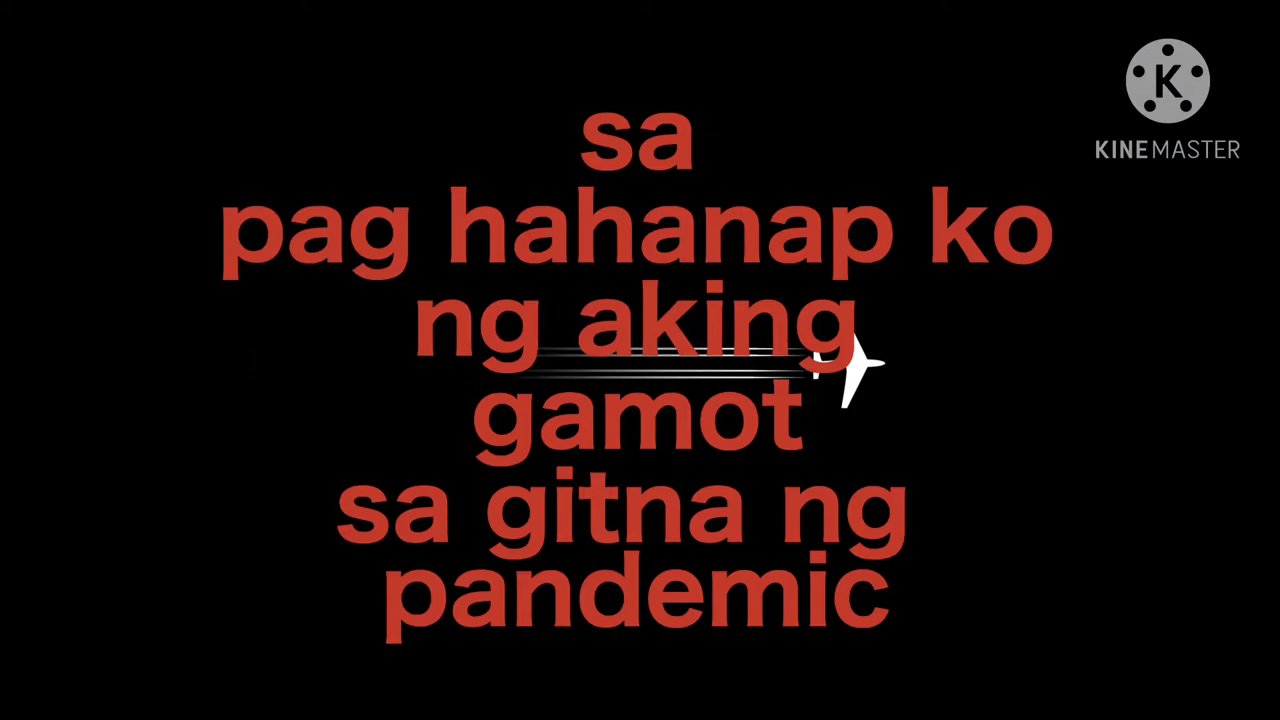 sa
pag hahanap ko
ng aking
gamot
sa gitna ng
pandemic
K
KINEMASTER